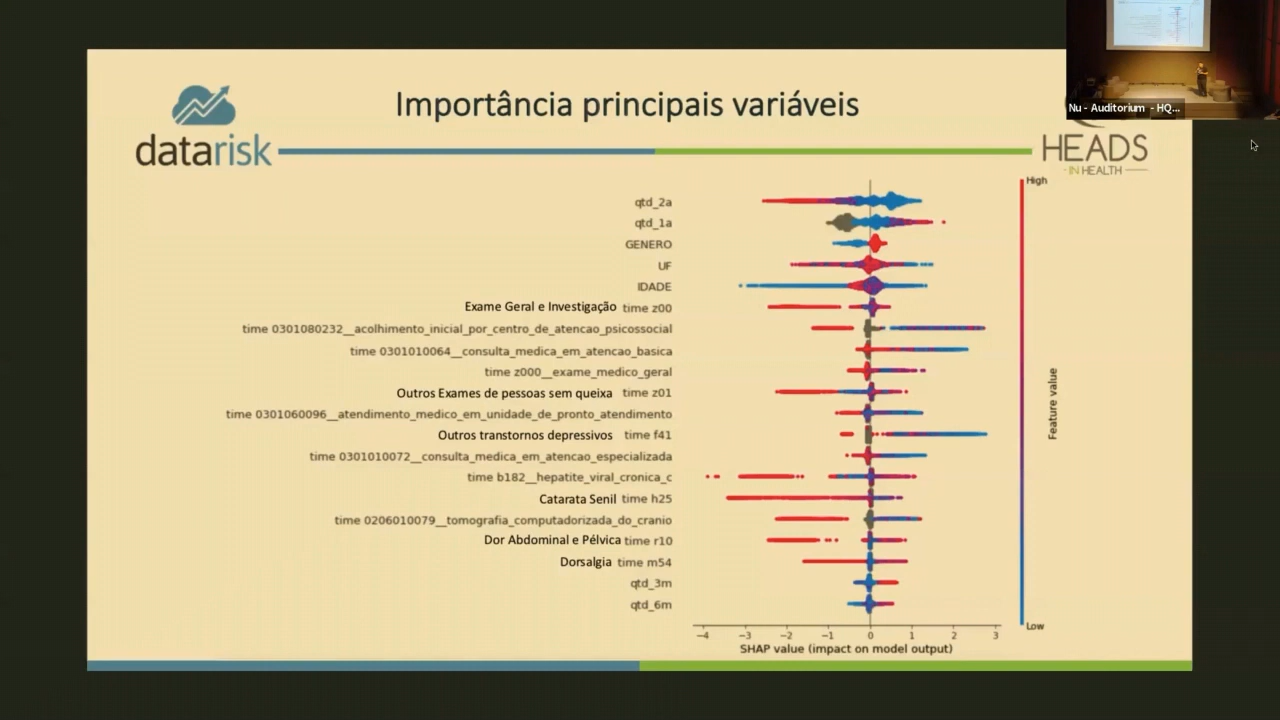 Nu - Auditorium - HQ...
Importância principais variáveis
datarisk
HEADS
IN HEALTH
High
qtd_2a
qtd_1a
GENERO
UF
IDADE
Exame Geral e Investigação time z00
time 0301080232__acolhimento_inicial_por_centro_de_atencao_psicossocial
time 0301010064__consulta_medica_em_atencao_basica
time z000__exame_medico_geral
Outros Exames de pessoas sem queixa time z01
time 0301060096__atendimento_medico_em_unidade_de_pronto_atendimento
Outros transtornos depressivos time f41
time 0301010072__consulta_medica_em_atencao_especializada
time b182__hepatite_viral_cronica_c
Catarata Senil time h25
time 0206010079__tomografia_computadorizada_do_cranio
Dor Abdominal e Pélvica time r10
Dorsalgia time m54
qtd_3m
qtd_6m
Feature value
Low
−4 −3 −2 −1 0 1 2 3
SHAP value (impact on model output)